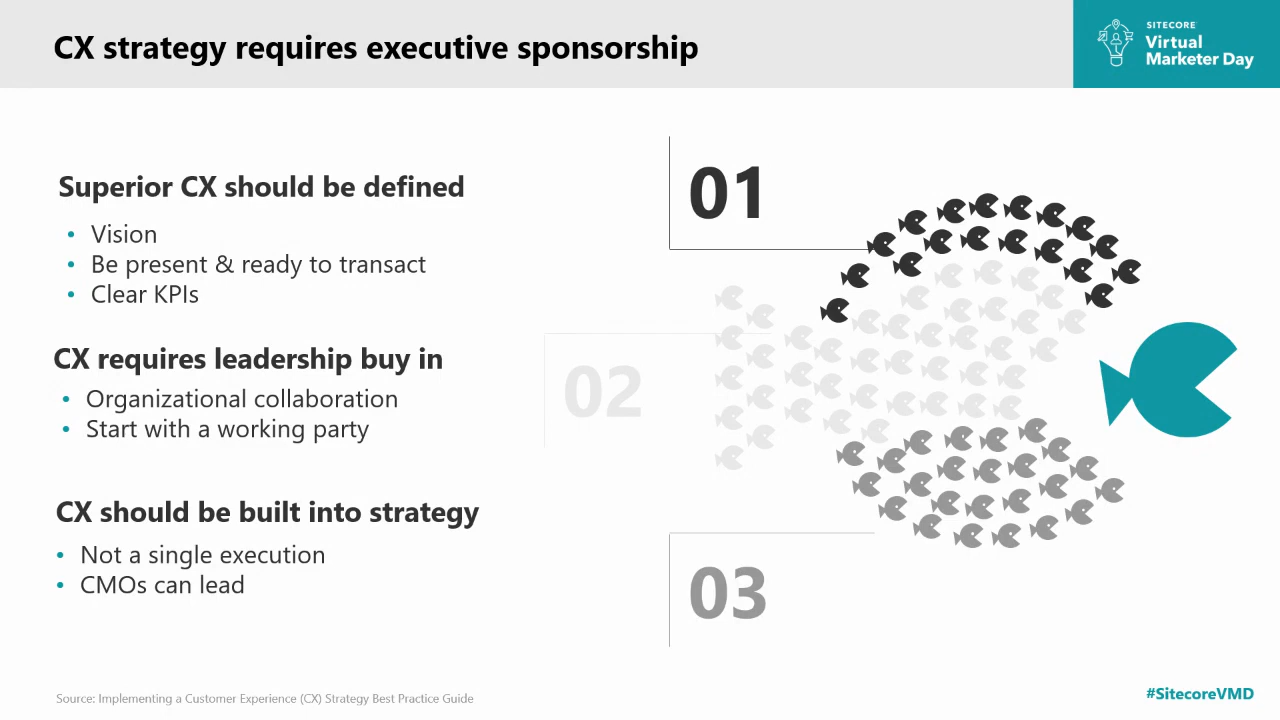 CX strategy requires executive sponsorship
SITECORE
Virtual
Marketer Day
Superior CX should be defined
• Vision
• Be present & ready to transact
• Clear KPIs
CX requires leadership buy in
• Organizational collaboration
• Start with a working party
CX should be built into strategy
• Not a single execution
• CMOs can lead
01
02
03
Source: Implementing a Customer Experience (CX) Strategy Best Practice Guide
#SitecoreVMD